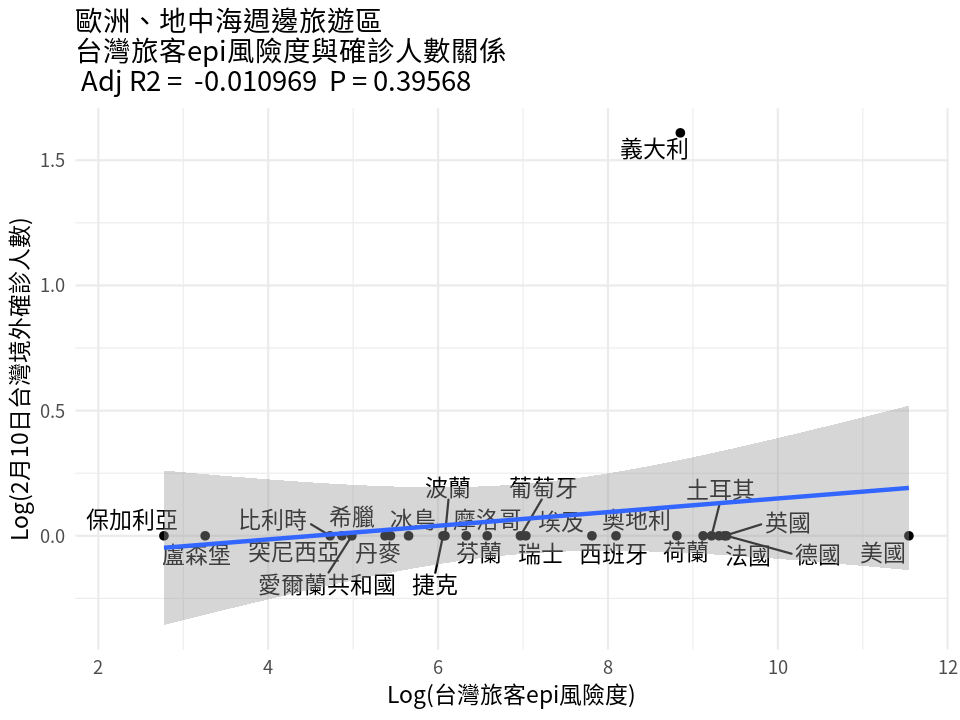 歐洲、地中海週邊旅遊區
台灣旅客epi風險度與確診人數關係
Adj R2 = -0.010969 P = 0.39568
Log(2月10日台灣境外確診人數)
1.5
1.0
0.5
0.0
義大利
波蘭
葡萄牙
土耳其
保加利亞
比利時
希臘
冰島
摩洛哥
埃及
奧地利
英國
盧森堡
突尼西亞
丹麥
芬蘭
瑞士
西班牙
荷蘭
法國
德國
美國
愛爾蘭共和國
捷克
2
4
6
8
10
12
Log(台灣旅客epi風險度)